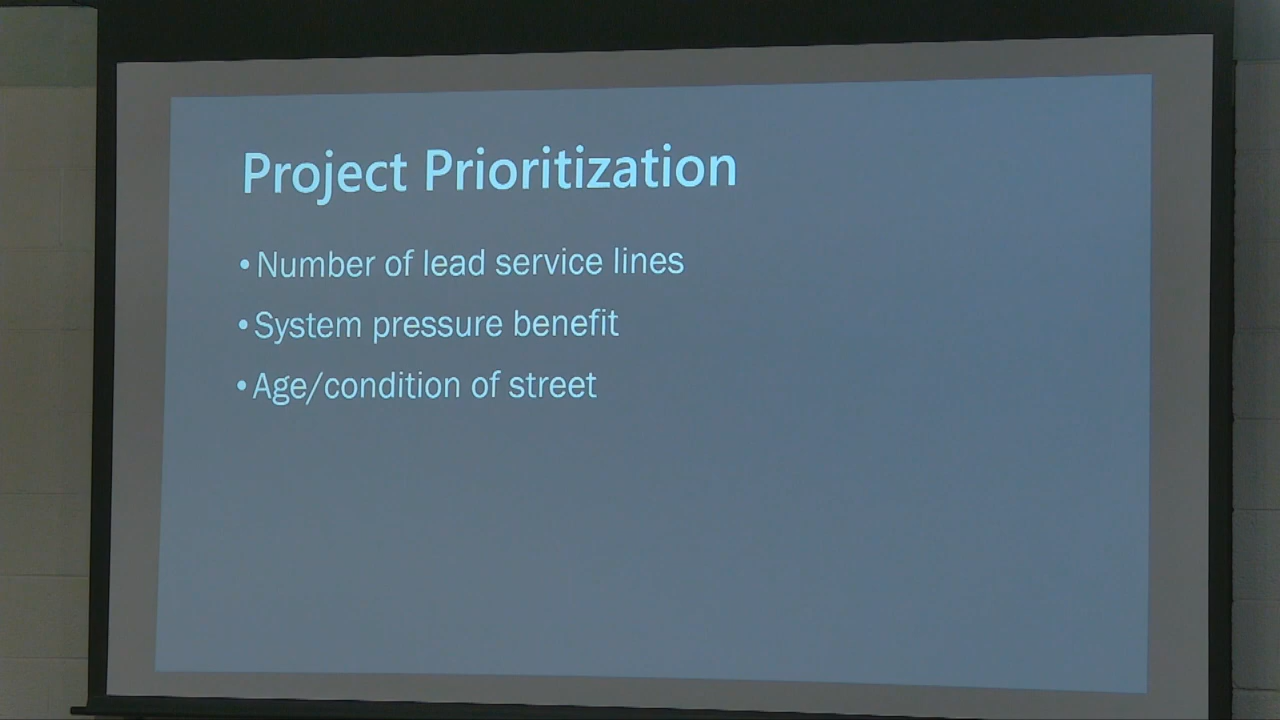 Project Prioritization
• Number of lead service lines
• System pressure benefit
• Age/condition of street